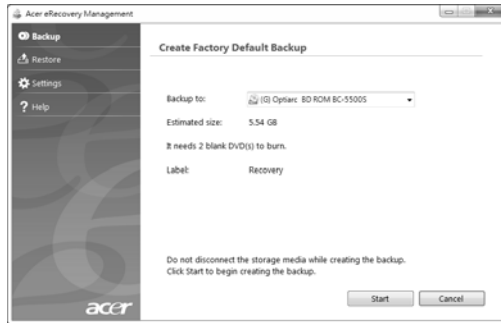 Acer eRecovery Management
Backup
Restore
Settings
Help
Create Factory Default Backup
Backup to: (G) Optiarc BD ROM BC-5500S
Estimated size: 5.54 GB
It needs 2 blank DVD(s) to burn.
Label: Recovery
Do not disconnect the storage media while creating the backup.
Click Start to begin creating the backup.
Start Cancel
acer